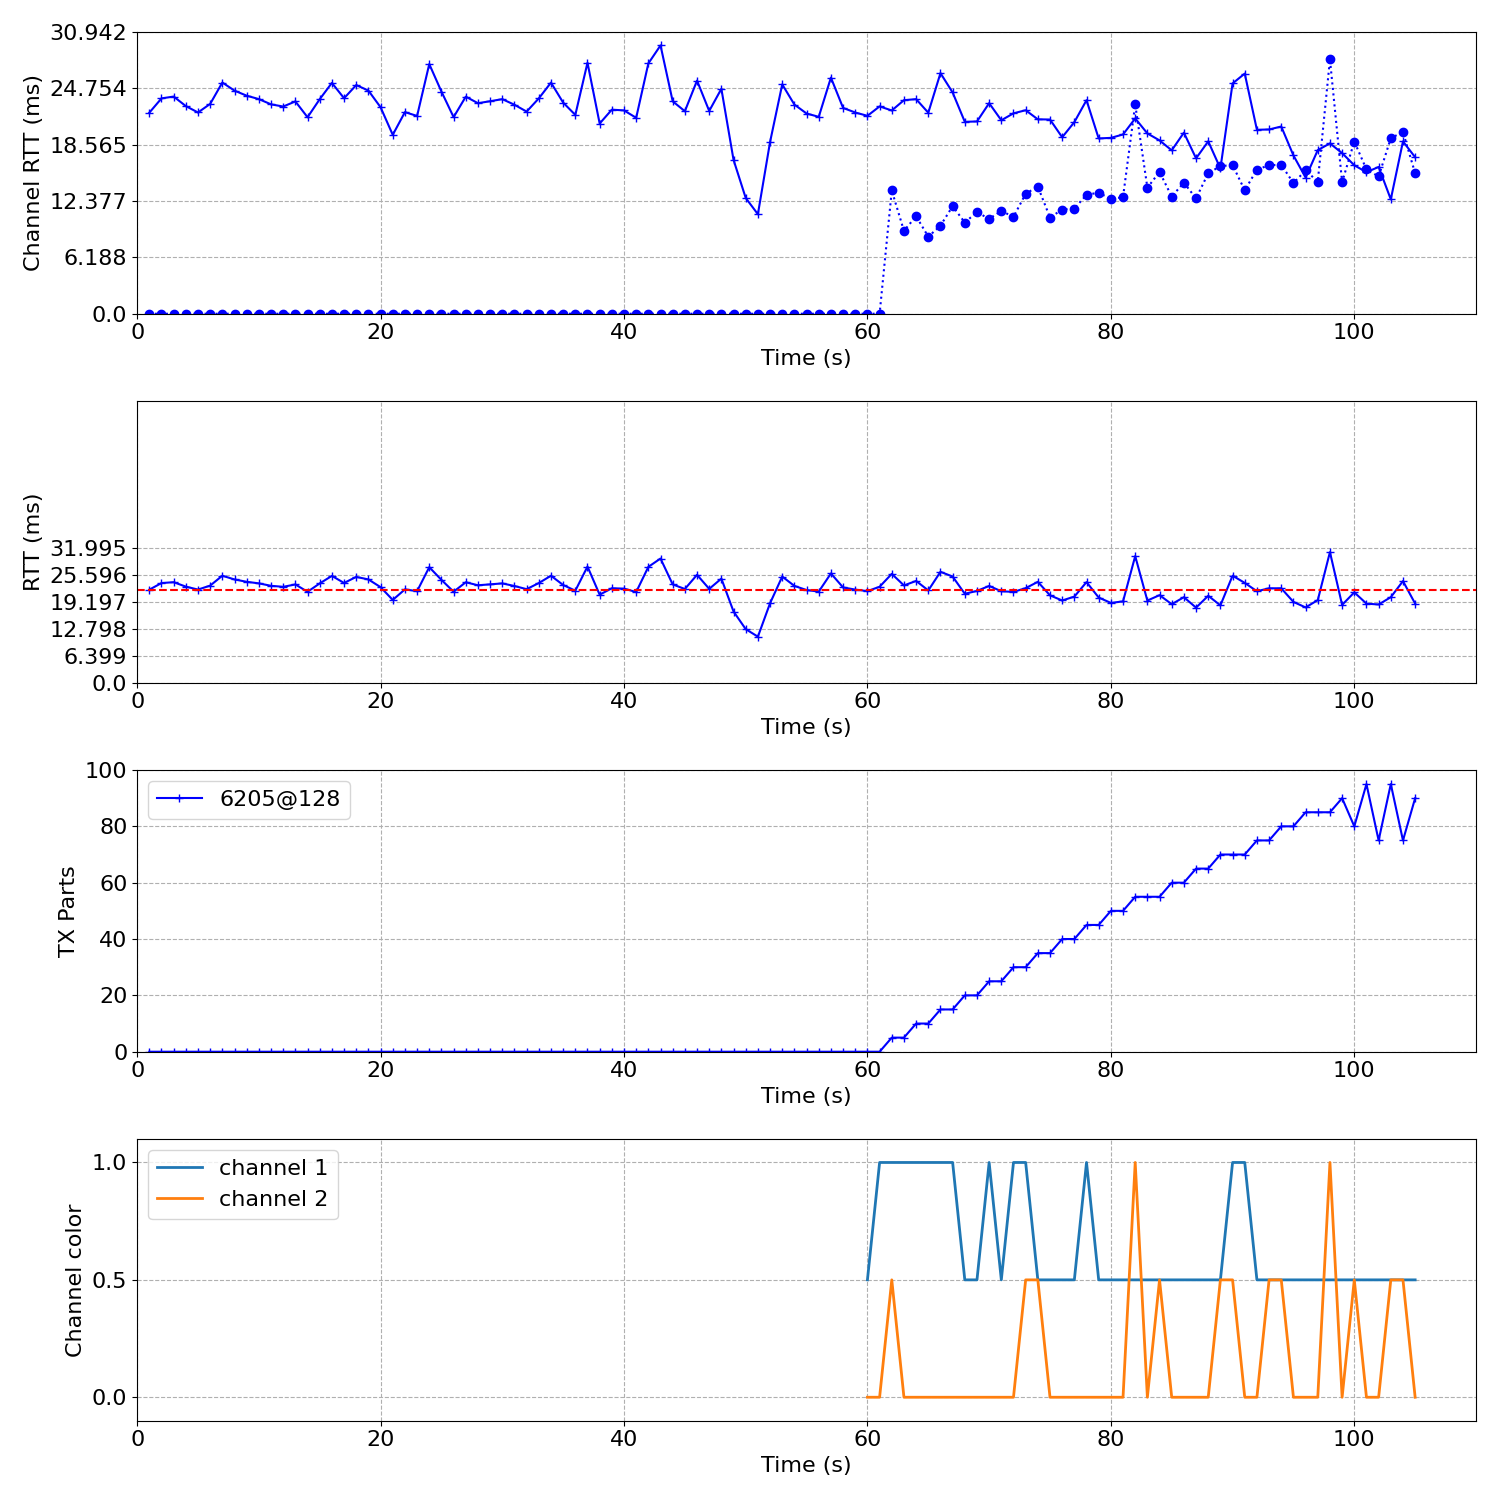 30.942
24.754
18.565
12.377
6.188
0.0
Channel RTT (ms)
0 20 40 60 80 100
Time (s)
31.995
25.596
19.197
12.798
6.399
0.0
RTT (ms)
0 20 40 60 80 100
Time (s)
100
80
60
40
20
0
TX Parts
6205@128
0 20 40 60 80 100
Time (s)
1.0
0.5
0.0
Channel color
channel 1
channel 2
0 20 40 60 80 100
Time (s)